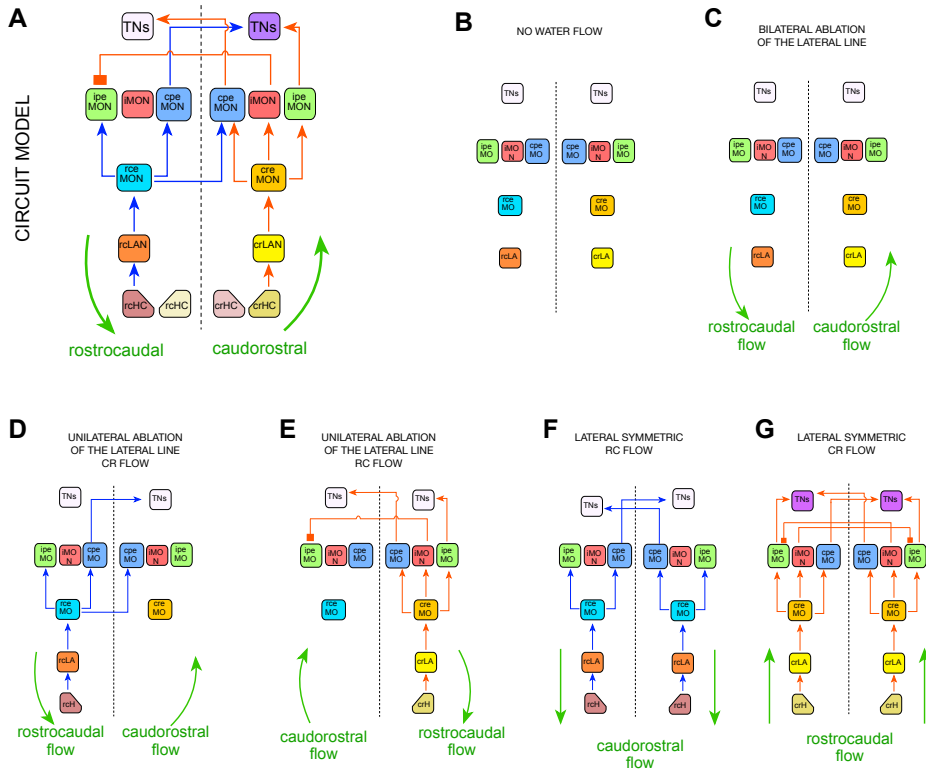 A
TNs
TNs
ipe
MON
iMON
cpe
MON
cpe
MON
iMON
ipe
MON
rce
MON
cre
MON
rcLAN
crLAN
rcHC
rcHC
crHC
crHC
rostrocaudal
caudorostral
CIRCUIT MODEL
B
NO WATER FLOW
TNs
TNs
ipe
MO
iMO
N
cpe
MO
cpe
MO
iMO
N
ipe
MO
rce
MO
cre
MO
rcLA
crLA
C
BILATERAL ABLATION
OF THE LATERAL LINE
TNs
TNs
ipe
MO
iMO
N
cpe
MO
cpe
MO
iMO
N
ipe
MO
rce
MO
cre
MO
rcLA
crLA
rostrocaudal
flow
caudorostral
flow
D
UNILATERAL ABLATION
OF THE LATERAL LINE
CR FLOW
TNs
TNs
ipe
MO
iMO
N
cpe
MO
cpe
MO
iMO
N
ipe
MO
rce
MO
cre
MO
rcLA
rcH
rostrocaudal
flow
caudorostral
flow
E
UNILATERAL ABLATION
OF THE LATERAL LINE
RC FLOW
TNs
TNs
ipe
MO
iMO
N
cpe
MO
cpe
MO
iMO
N
ipe
MO
rce
MO
cre
MO
crLA
crH
caudorostral
flow
rostrocaudal
flow
F
LATERAL SYMMETRIC
RC FLOW
TNs
TNs
ipe
MO
iMO
N
cpe
MO
cpe
MO
iMO
N
ipe
MO
rce
MO
rce
MO
rcLA
rcLA
rcH
rcH
caudorostral
flow
G
LATERAL SYMMETRIC
CR FLOW
TNs
TNs
ipe
MO
iMO
N
cpe
MO
cpe
MO
iMO
N
ipe
MO
cre
MO
cre
MO
crLA
crLA
crH
crH
rostrocaudal
flow